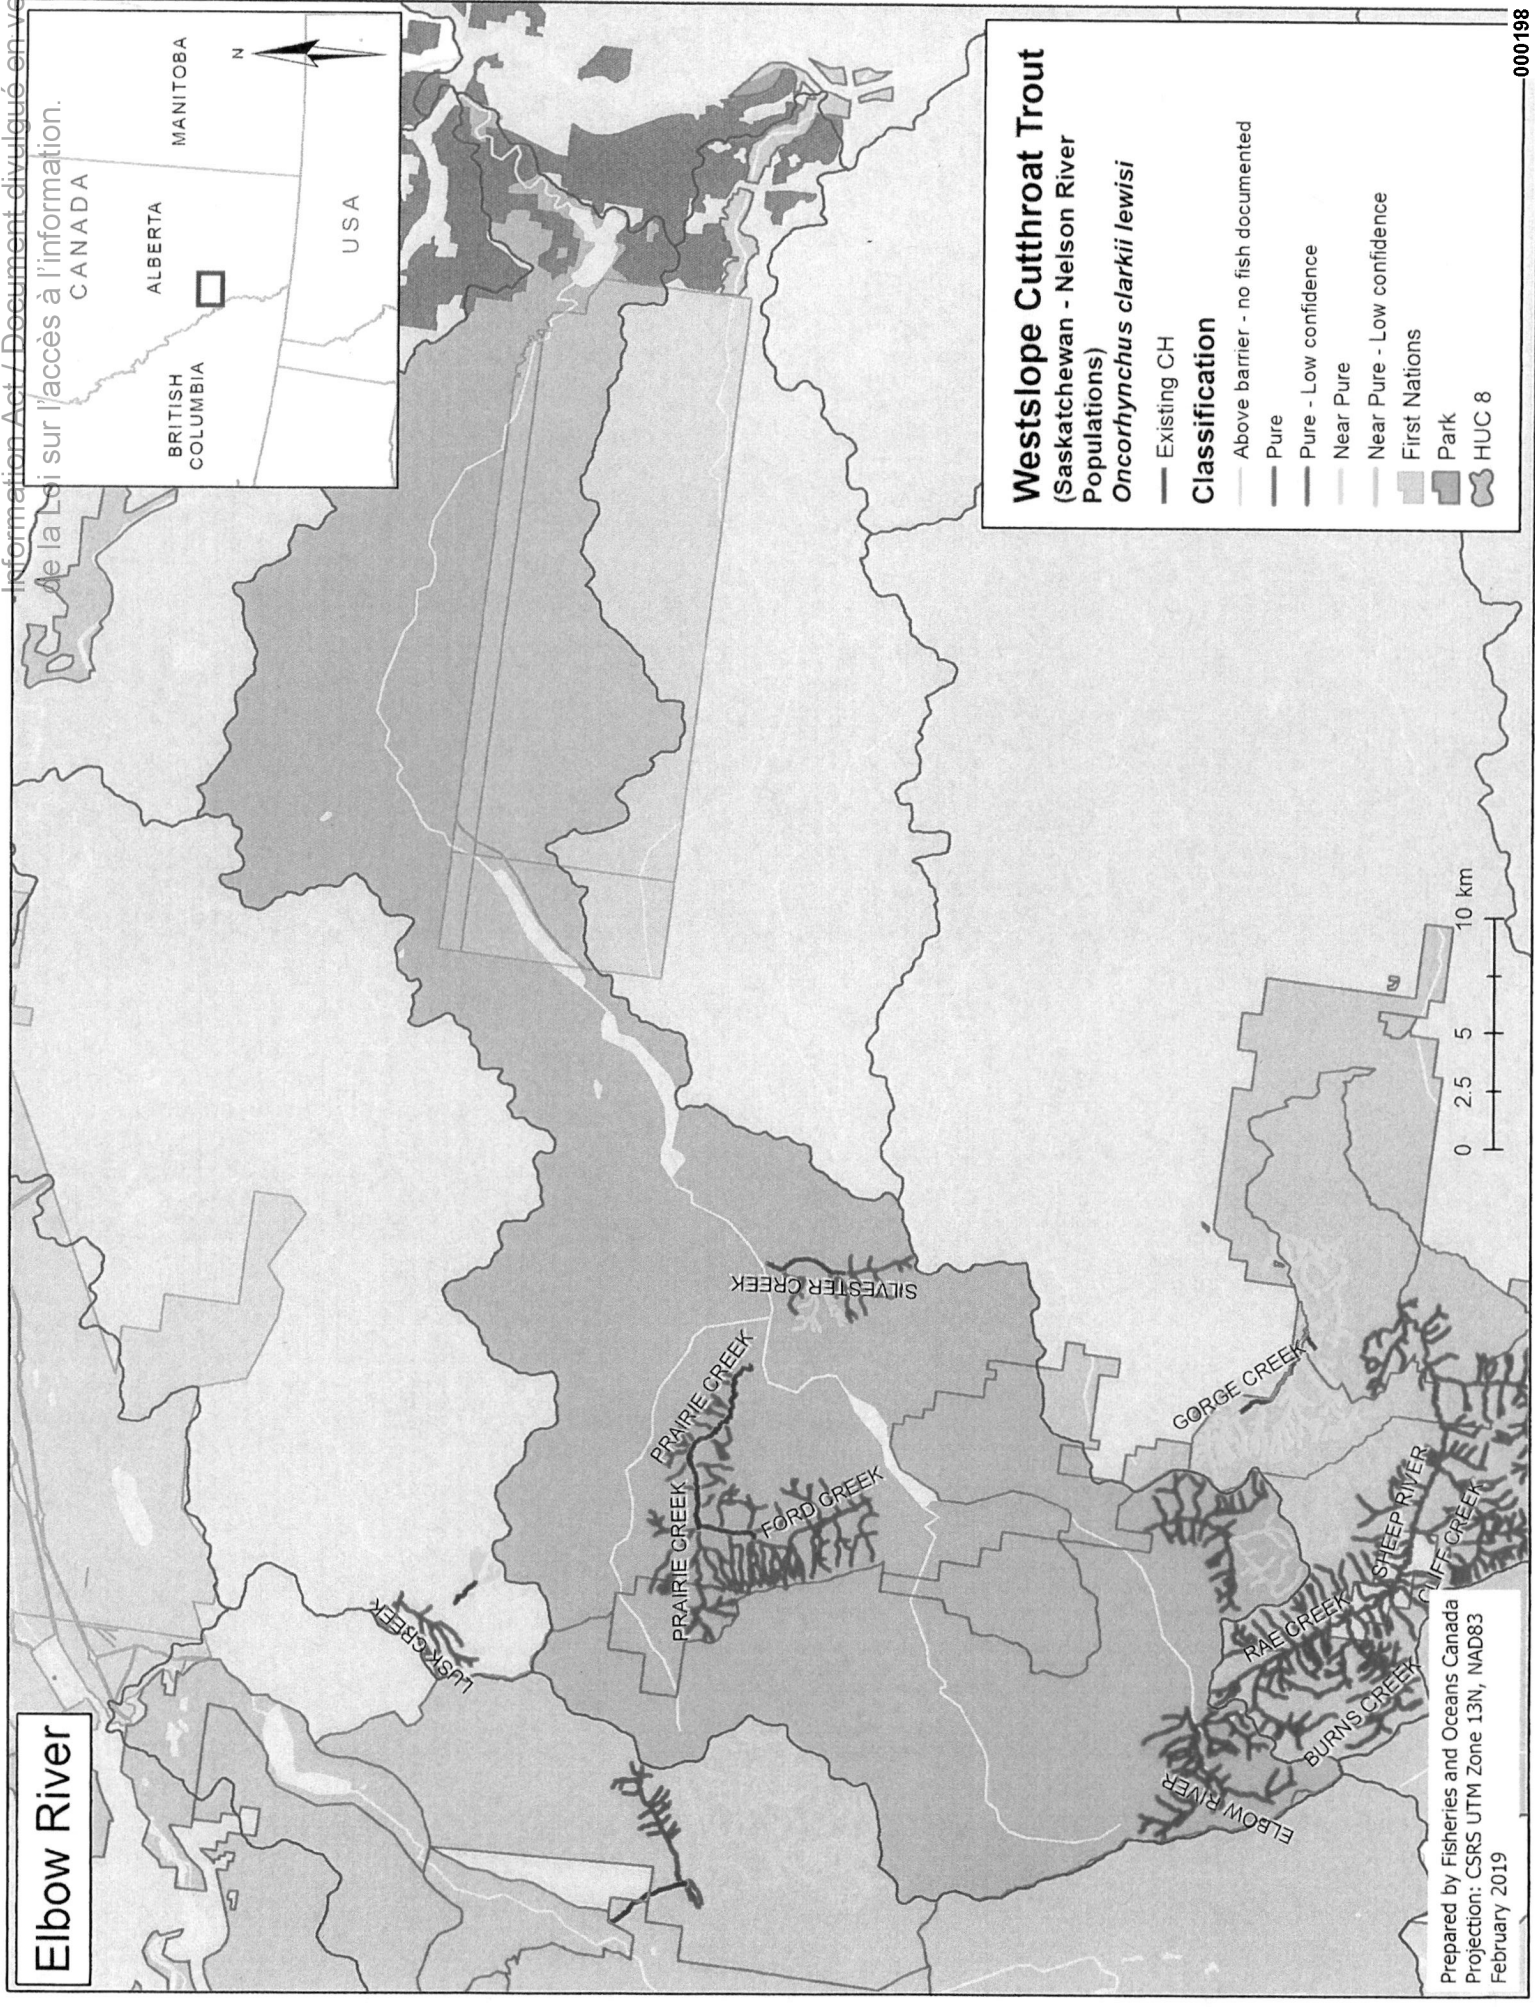 Information Act / Document divulgué en
de la Loi sur l'accès à l'information.
Elbow River
CANADA
ALBERTA
MANITOBA
BRITISH
COLUMBIA
USA
N
LUSK CREEK
PRAIRIE CREEK
PRAIRIE CREEK
FORD CREEK
SILVESTER CREEK
GORGE CREEK
SHEEP RIVER
CLIFF CREEK
RAE CREEK
BURNS CREEK
ELBOW RIVER
0 2.5 5 10 km
Westslope Cutthroat Trout
(Saskatchewan - Nelson River
Populations)
Oncorhynchus clarkii lewisi
Existing CH
Classification
Above barrier - no fish documented
Pure
Pure - Low confidence
Near Pure
Near Pure - Low confidence
First Nations
Park
HUC 8
Prepared by Fisheries and Oceans Canada
Projection: CSRS UTM Zone 13N, NAD83
February 2019
000198